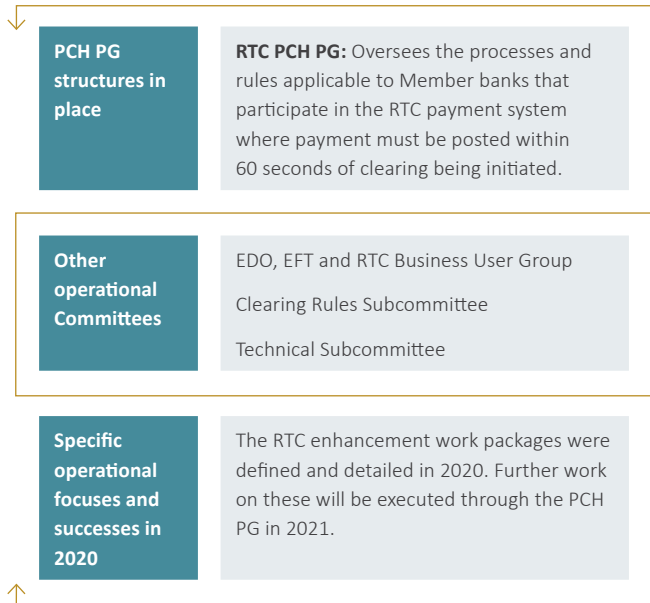 PCH PG
structures in
place
RTC PCH PG: Oversees the processes and
rules applicable to Member banks that
participate in the RTC payment system
where payment must be posted within
60 seconds of clearing being initiated.
Other
operational
Committees
EDO, EFT and RTC Business User Group
Clearing Rules Subcommittee
Technical Subcommittee
Specific
operational
focuses and
successes in
2020
The RTC enhancement work packages were
defined and detailed in 2020. Further work
on these will be executed through the PCH
PG in 2021.